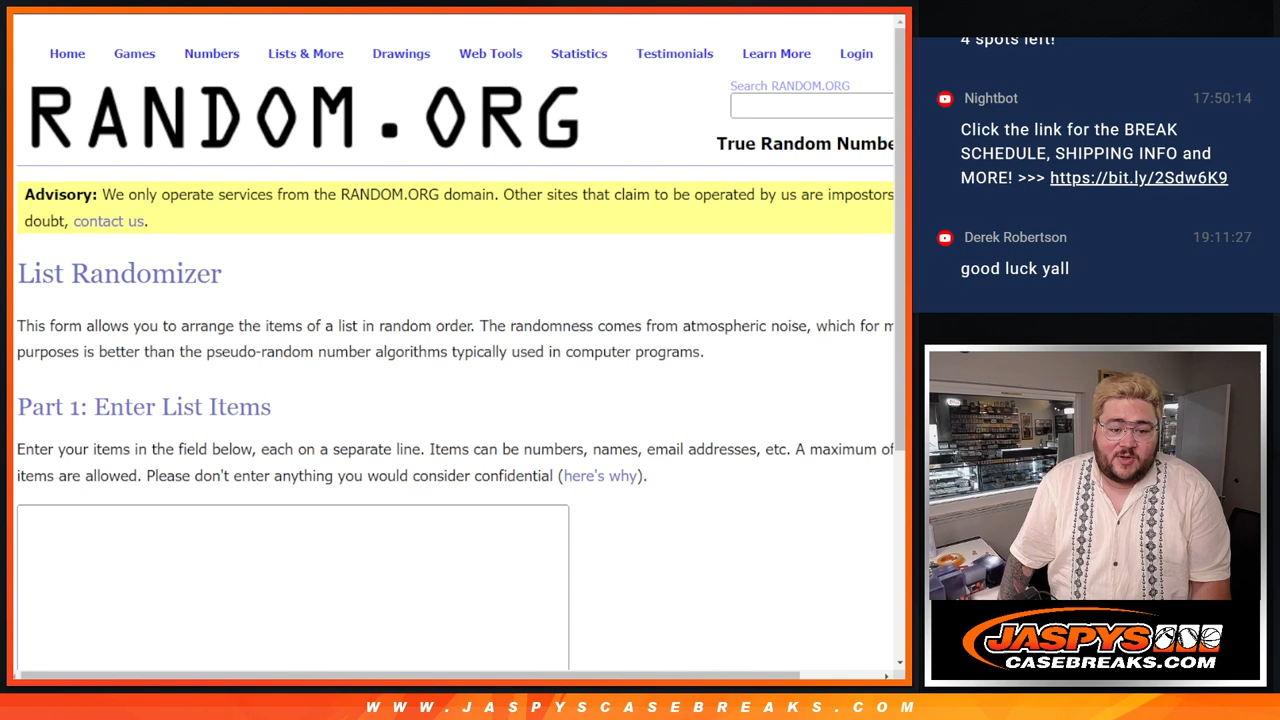 Home Games Numbers Lists & More Drawings Web Tools Statistics Testimonials Learn More Login
RANDOM.ORG
Search RANDOM.ORG
True Random Numbe
Advisory: We only operate services from the RANDOM.ORG domain. Other sites that claim to be operated by us are impostors
doubt, contact us.
List Randomizer
This form allows you to arrange the items of a list in random order. The randomness comes from atmospheric noise, which for m
purposes is better than the pseudo-random number algorithms typically used in computer programs.
Part 1: Enter List Items
Enter your items in the field below, each on a separate line. Items can be numbers, names, email addresses, etc. A maximum of
items are allowed. Please don't enter anything you would consider confidential (here's why).
4 spots left!
Nightbot 17:50:14
Click the link for the BREAK
SCHEDULE, SHIPPING INFO and
MORE! >>> https://bit.ly/2Sdw6K9
Derek Robertson 19:11:27
good luck yall
JASPYS
CASEBREAKS.COM
WWW.JASPYSCASEBREAKS.COM